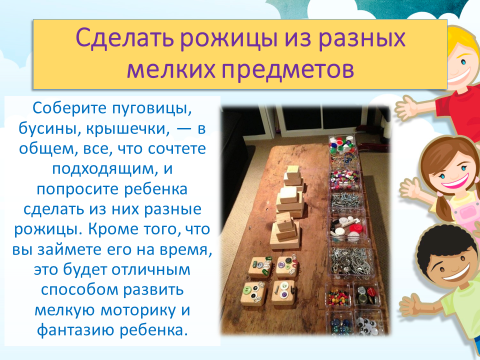 Сделать рожицы из разных
мелких предметов
Соберите пуговицы,
бусины, крышечки, — в
общем, все, что сочтете
подходящим, и
попросите ребенка
сделать из них разные
рожицы. Кроме того, что
вы займете его на время,
это будет отличным
способом развить
мелкую моторику и
фантазию ребенка.